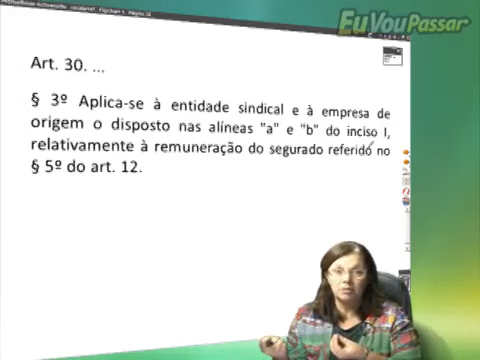 EuVouPassar
Art. 30. ...
§ 3º Aplica-se à entidade sindical e à empresa de
origem o disposto nas alíneas "a" e "b" do inciso I,
relativamente à remuneração do segurado referido no
§ 5º do art. 12.